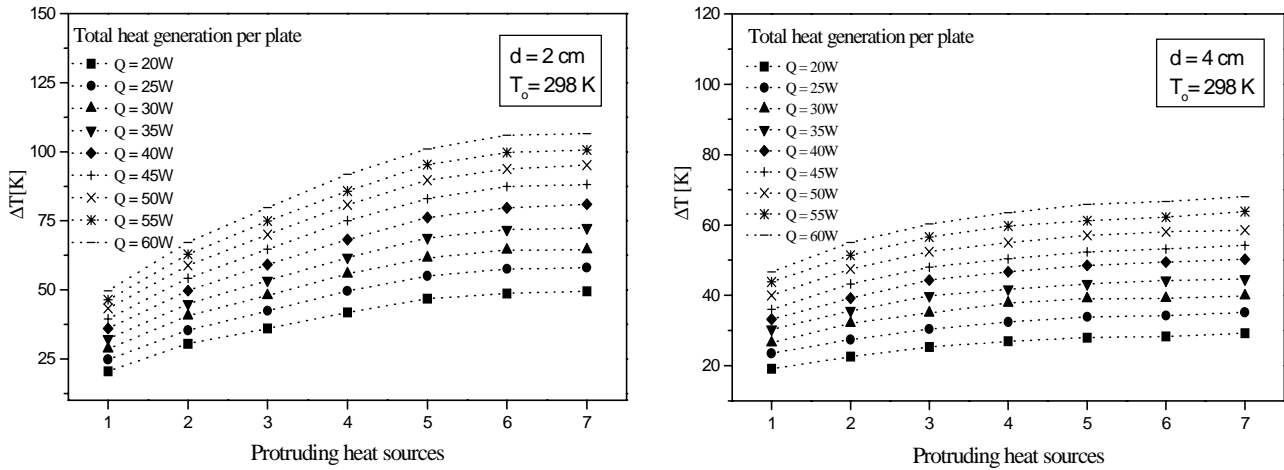 150
125
100
75
50
25
ΔT[K]
Total heat generation per plate
Q = 20W
Q = 25W
Q = 30W
Q = 35W
Q = 40W
Q = 45W
Q = 50W
Q = 55W
Q = 60W
d = 2 cm
To= 298 K
1 2 3 4 5 6 7
Protruding heat sources
120
100
80
60
40
20
ΔT [K]
Total heat generation per plate
Q = 20W
Q = 25W
Q = 30W
Q = 35W
Q = 40W
Q = 45W
Q = 50W
Q = 55W
Q = 60W
d = 4 cm
To= 298 K
1 2 3 4 5 6 7
Protruding heat sources